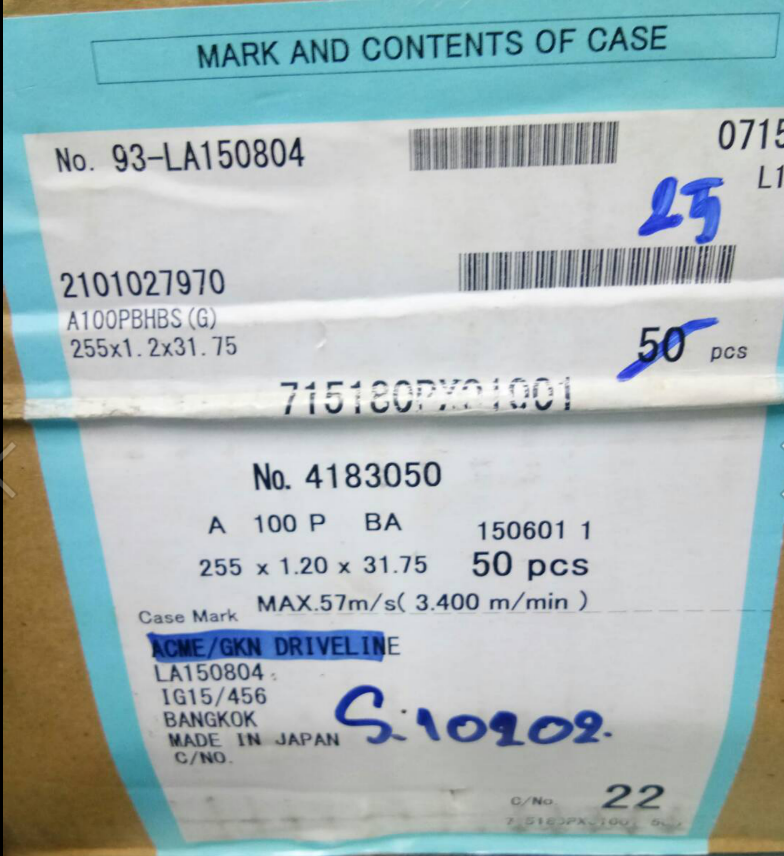 MARK AND CONTENTS OF CASE
No. 93-LA150804
0715
L1
25
2101027970
A100PBHBS(G)
255x1.2x31.75
50 pcs
715180PX01001
No. 4183050
A 100 P BA 150601 1
255 x 1.20 x 31.75 50 pcs
MAX.57m/s( 3.400 m/min )
Case Mark
ACME/GKN DRIVELINE
LA150804
IG15/456
BANGKOK
MADE IN JAPAN
C/NO.
S.10202.
C/No. 22